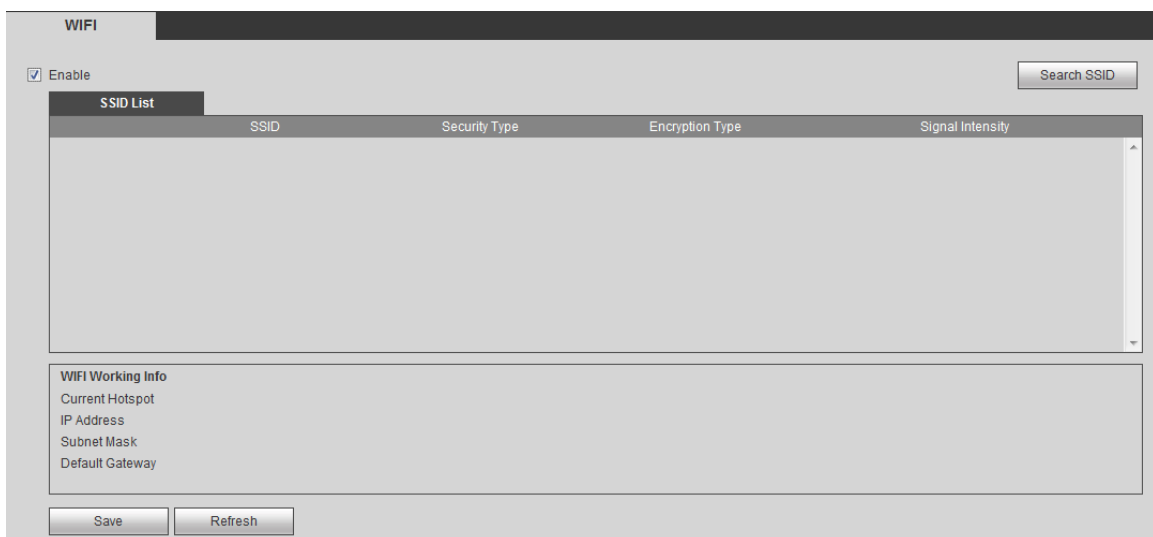 WIFI
Enable
Search SSID
SSID List
SSID Security Type Encryption Type Signal Intensity
WIFI Working Info
Current Hotspot
IP Address
Subnet Mask
Default Gateway
Save Refresh